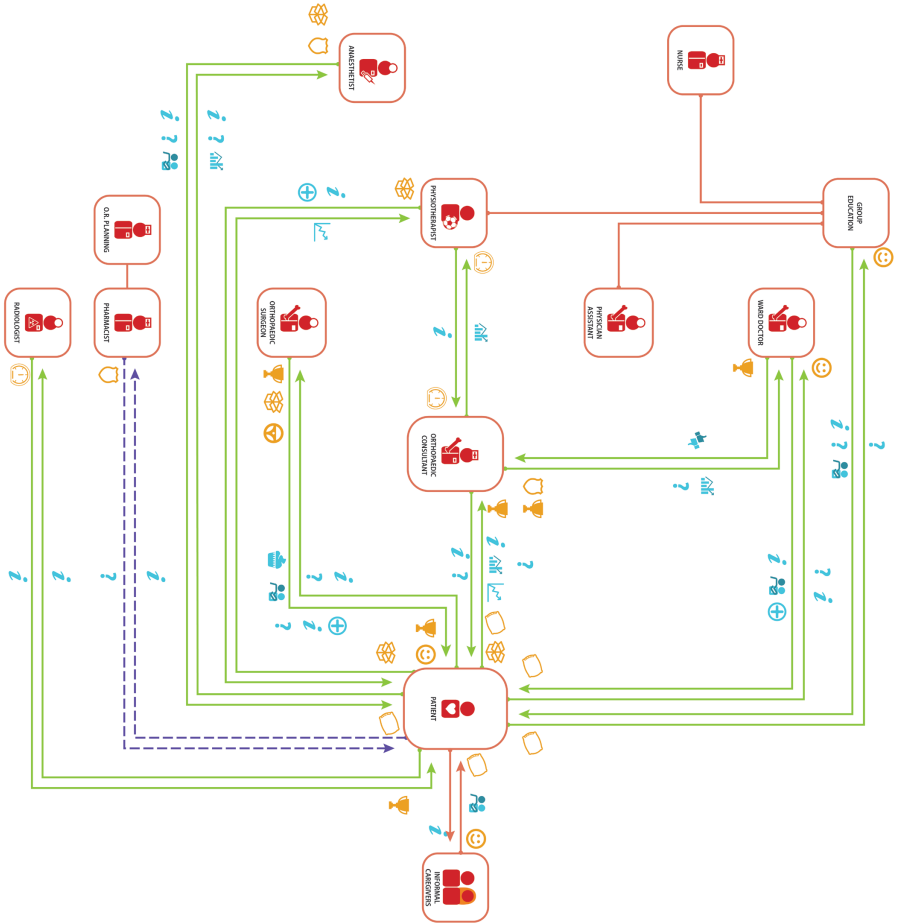 NURSE
GROUP
EDUCATION
ANAESTHETIST
PHYSIOTHERAPIST
O.R. PLANNING
PHARMACIST
RADIOLOGIST
ORTHOPAEDIC
SURGEON
PHYSICIAN
ASSISTANT
WARD DOCTOR
ORTHOPAEDIC
CONSULTANT
PATIENT
INFORMAL
CAREGIVERS